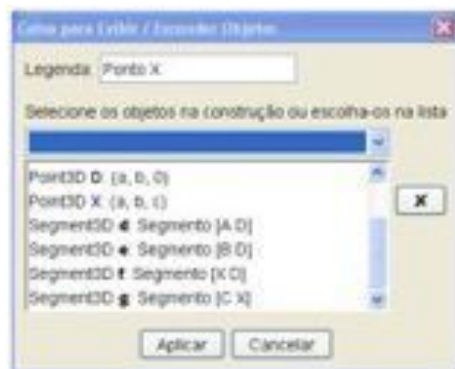 Caixa para Exibir / Esconder Objetos
Legenda: Ponto X
Selecione os objetos na construção ou escolha-os na lista
Point3D D: (a, b, 0)
Point3D X: (a, b, c)
Segment3D d: Segmento [A D]
Segment3D e: Segmento [B D]
Segment3D f: Segmento [X D]
Segment3D g: Segmento [C X]
Aplicar Cancelar